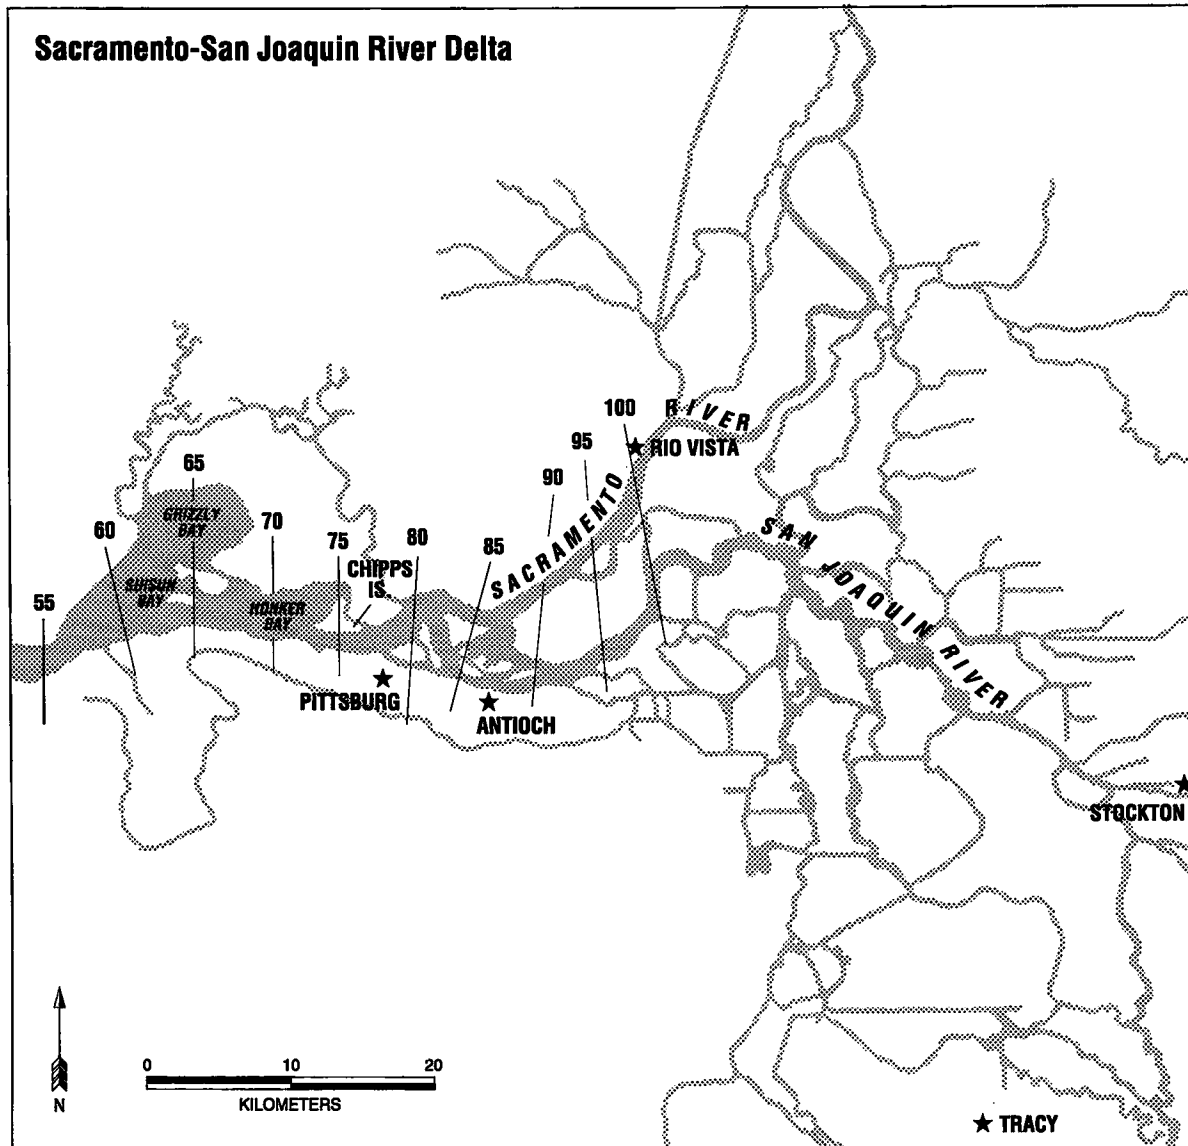 Sacramento-San Joaquin River Delta
100
RIVER
95
RIO VISTA
65
GRIZZLY
BAY
90
SACRAMENTO
60
70
75
80
85
SAN JOAQUIN RIVER
CHIPPS
IS.
SUISUN
BAY
HONKER
BAY
55
PITTSBURG
ANTIOCH
STOCKTON
0 10 20
KILOMETERS
N
TRACY